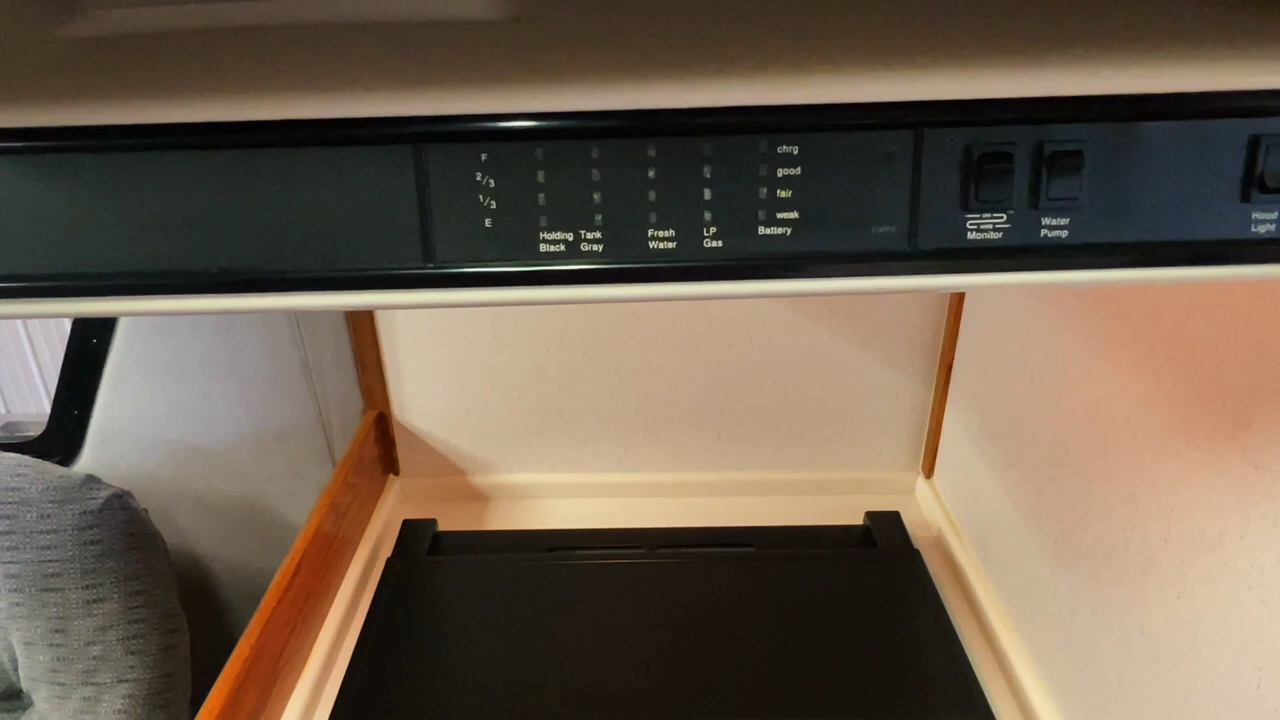 F
2/3
1/3
E
chrg
good
fair
weak
Holding Tank
Black Gray
Fresh
Water
LP
Gas
Battery
Monitor
Water
Pump
Hood
Light